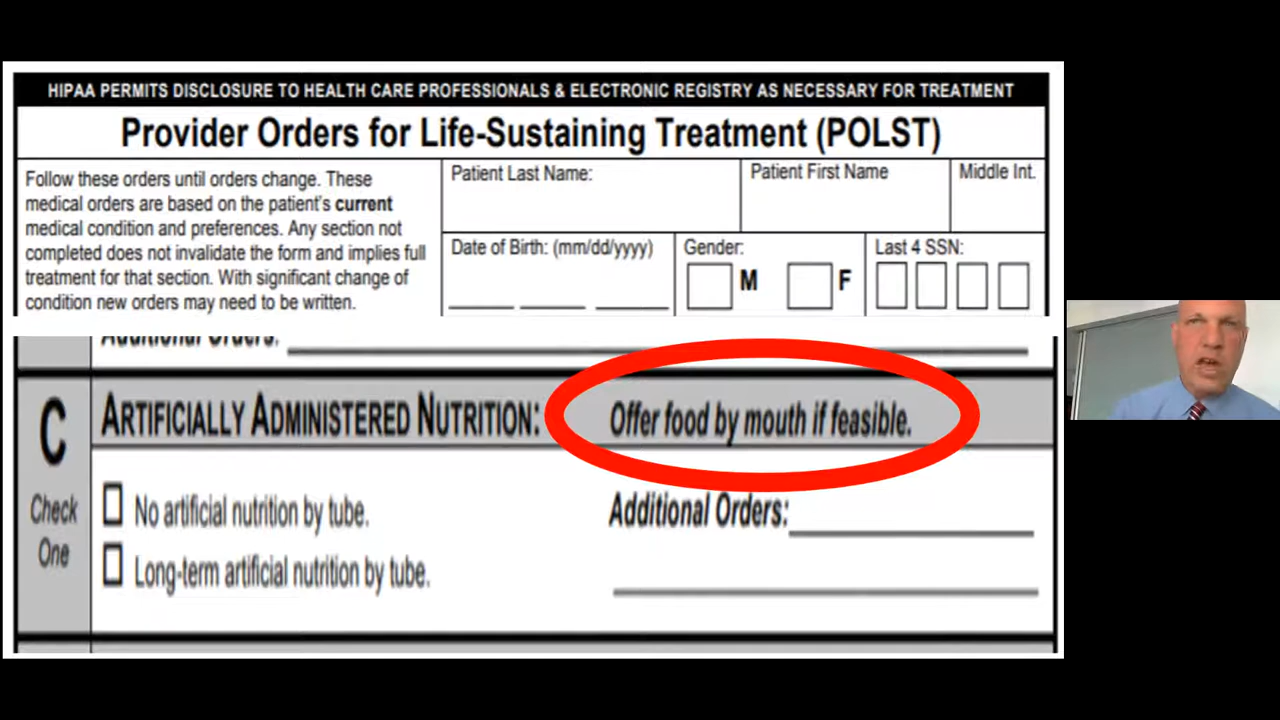 HIPAA PERMITS DISCLOSURE TO HEALTH CARE PROFESSIONALS & ELECTRONIC REGISTRY AS NECESSARY FOR TREATMENT
Provider Orders for Life-Sustaining Treatment (POLST)
Follow these orders until orders change. These
medical orders are based on the patient's current
medical condition and preferences. Any section not
completed does not invalidate the form and implies full
treatment for that section. With significant change of
condition new orders may need to be written.
Patient Last Name:
Patient First Name
Middle Int.
Date of Birth: (mm/dd/yyyy)
Gender:
M
F
Last 4 SSN:
Additional Orders:
C
Check
One
ARTIFICIALLY ADMINISTERED NUTRITION:
Offer food by mouth if feasible.
No artificial nutrition by tube.
Long-term artificial nutrition by tube.
Additional Orders: